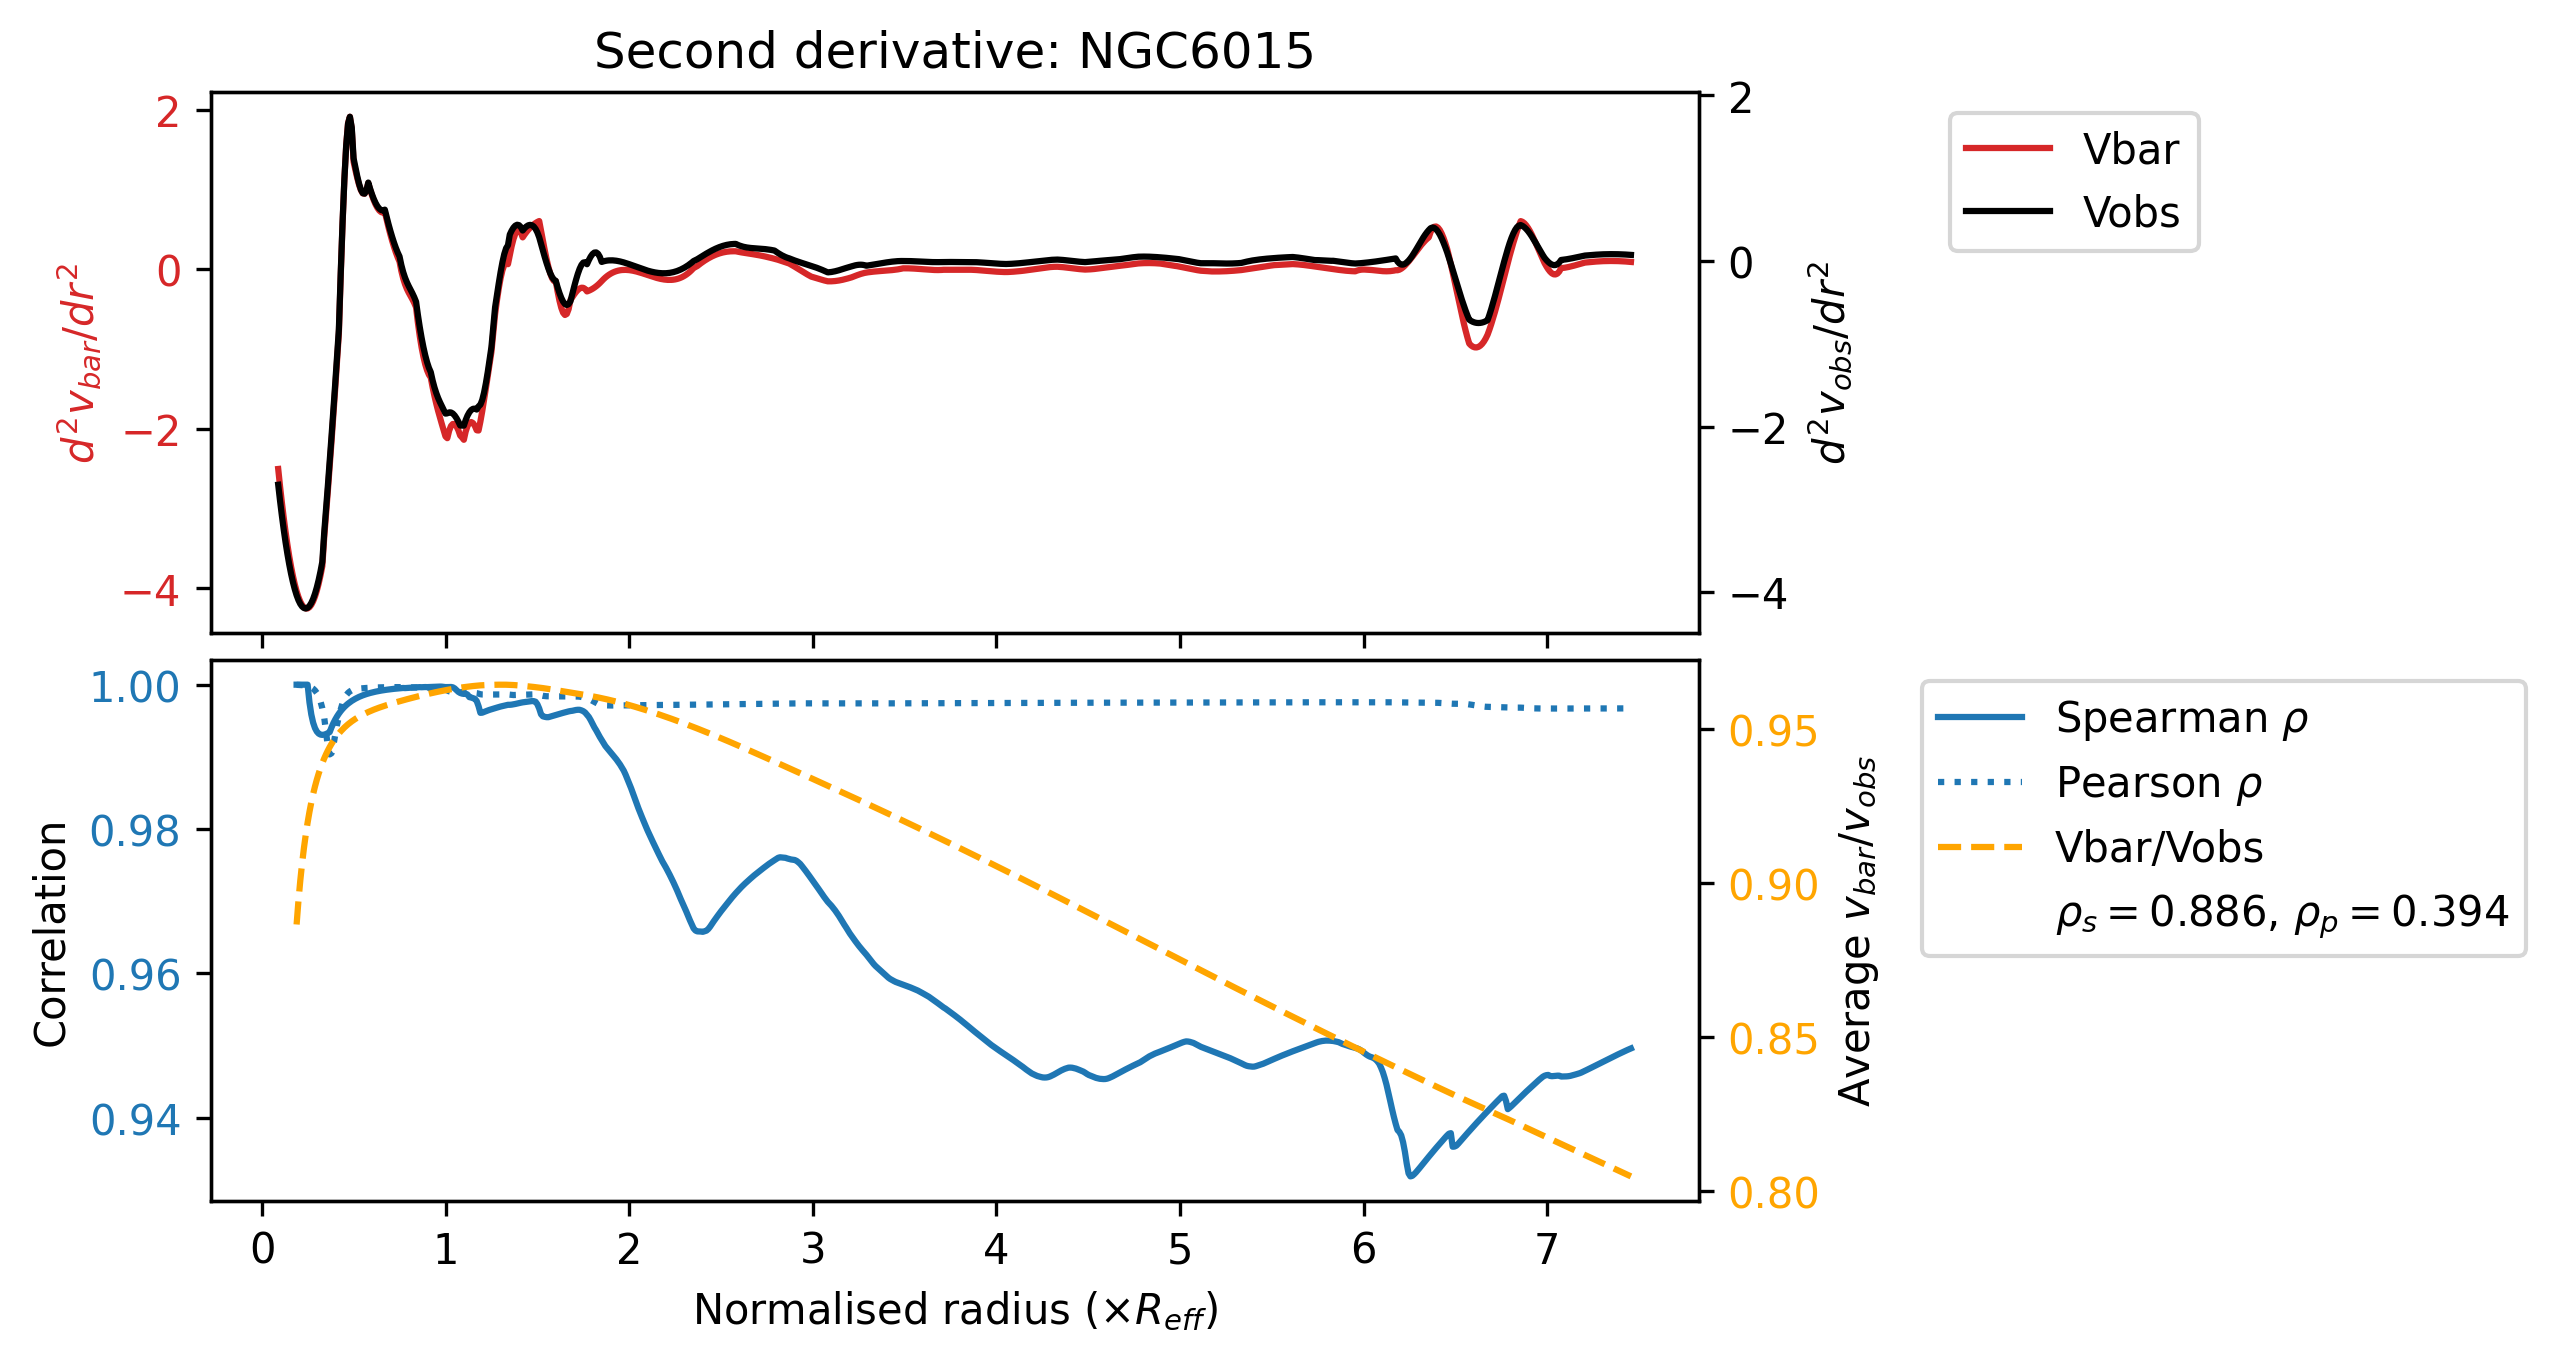 Second derivative: NGC6015
2
0
−2
−4
d²v_bar/dr²
2
0
−2
−4
d²v_obs/dr²
Vbar
Vobs
1.00
0.98
0.96
0.94
Correlation
0.95
0.90
0.85
0.80
Average v_bar/v_obs
Spearman ρ
Pearson ρ
Vbar/Vobs
ρ_s = 0.886, ρ_p = 0.394
0 1 2 3 4 5 6 7
Normalised radius (×R_eff)